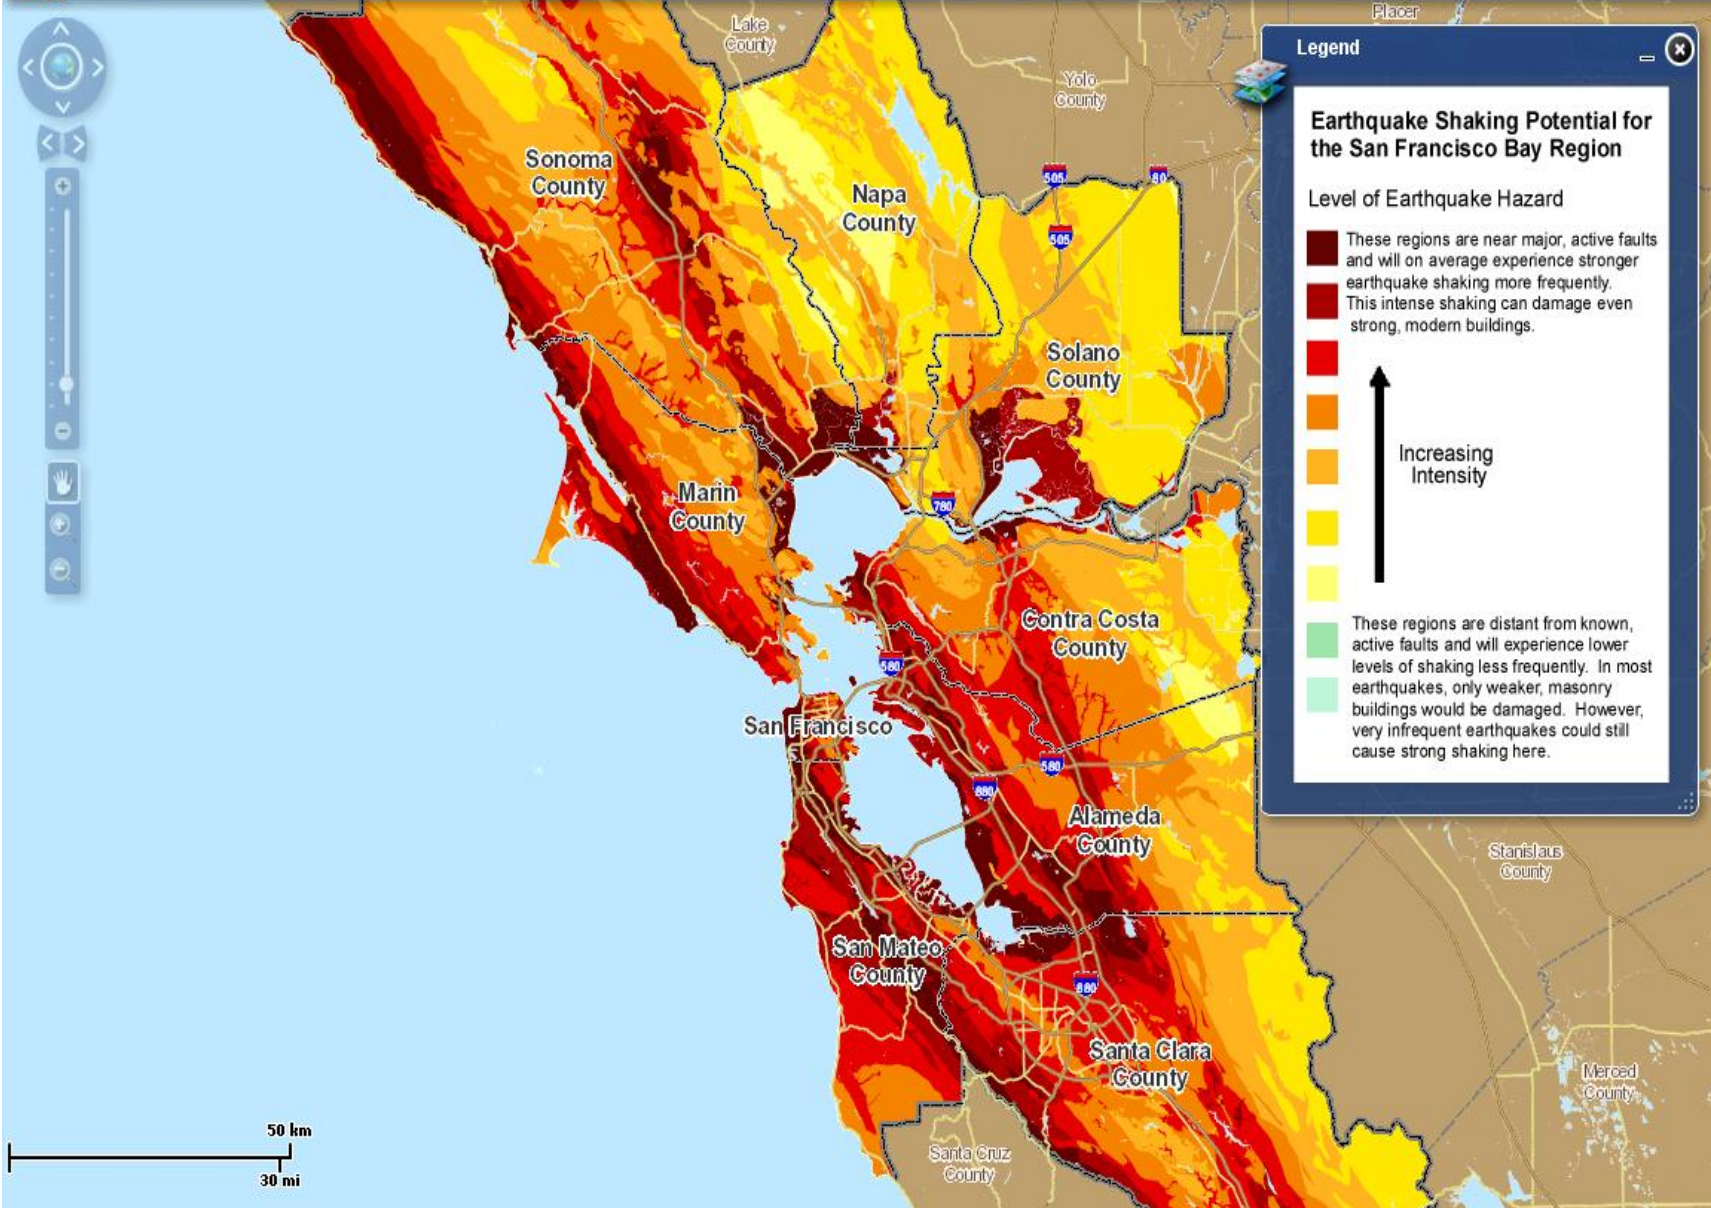 Placer
Lake
County
Yolo
County
Sonoma
County
Napa
County
505
80
505
Solano
County
Marin
County
780
Contra Costa
County
580
San Francisco
580
880
Alameda
County
San Mateo
County
880
Santa Clara
County
Santa Cruz
County
Stanislaus
County
Merced
County
50 km
30 mi
Legend
Earthquake Shaking Potential for
the San Francisco Bay Region
Level of Earthquake Hazard
These regions are near major, active faults
and will on average experience stronger
earthquake shaking more frequently.
This intense shaking can damage even
strong, modern buildings.
Increasing
Intensity
These regions are distant from known,
active faults and will experience lower
levels of shaking less frequently. In most
earthquakes, only weaker, masonry
buildings would be damaged. However,
very infrequent earthquakes could still
cause strong shaking here.